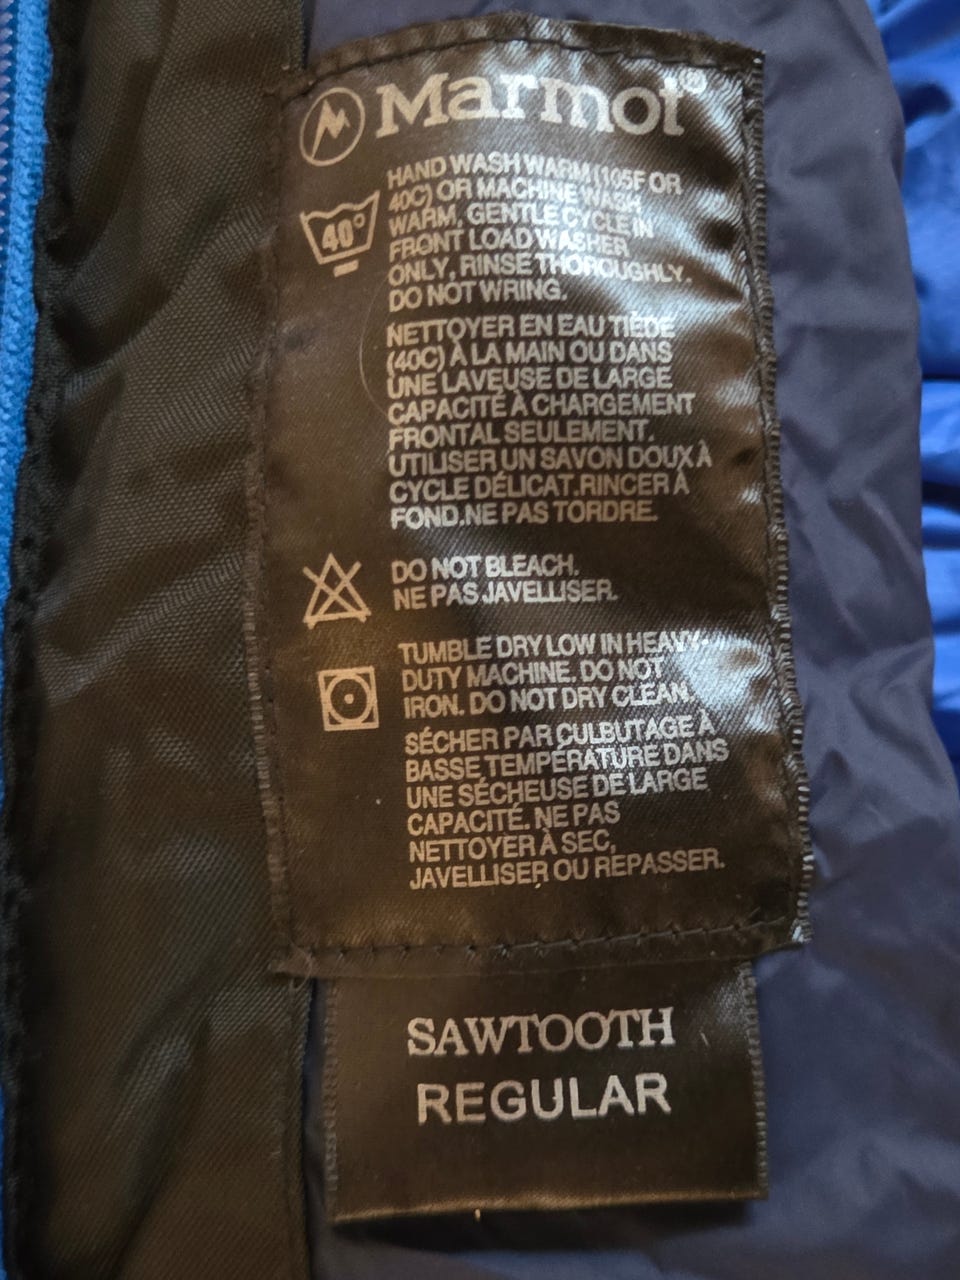 Marmot®
HAND WASH WARM (105F OR
40C) OR MACHINE WASH
WARM, GENTLE CYCLE IN
FRONT LOAD WASHER
ONLY, RINSE THOROUGHLY.
DO NOT WRING.
40°
NETTOYER EN EAU TIÈDE
(40C) À LA MAIN OU DANS
UNE LAVEUSE DE LARGE
CAPACITÉ À CHARGEMENT
FRONTAL SEULEMENT.
UTILISER UN SAVON DOUX À
CYCLE DÉLICAT.RINCER À
FOND.NE PAS TORDRE.
DO NOT BLEACH.
NE PAS JAVELLISER.
TUMBLE DRY LOW IN HEAVY-
DUTY MACHINE. DO NOT
IRON. DO NOT DRY CLEAN.
SÉCHER PAR CULBUTAGE À
BASSE TEMPÉRATURE DANS
UNE SÉCHEUSE DE LARGE
CAPACITÉ. NE PAS
NETTOYER À SEC,
JAVELLISER OU REPASSER.
SAWTOOTH
REGULAR